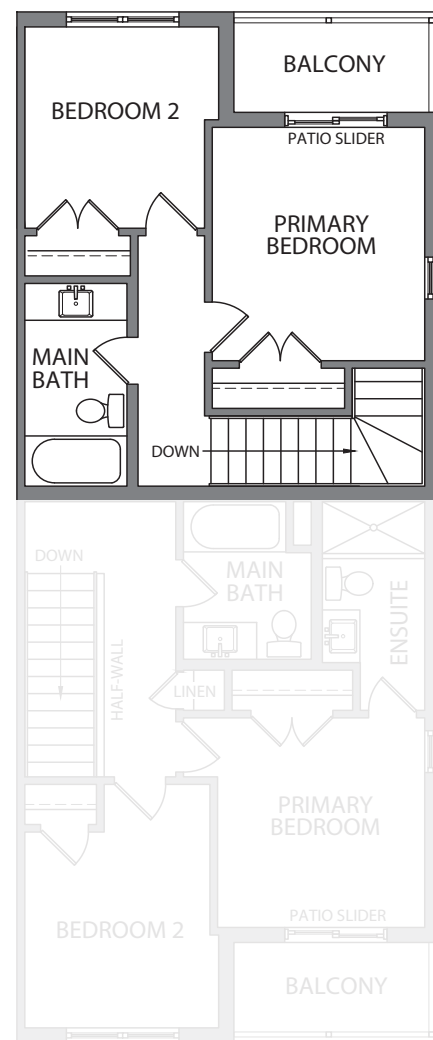 BALCONY
BEDROOM 2
PATIO SLIDER
PRIMARY
BEDROOM
MAIN
BATH
DOWN
DOWN
MAIN
BATH
ENSUITE
HALF-WALL
LINEN
PRIMARY
BEDROOM
PATIO SLIDER
BEDROOM 2
BALCONY